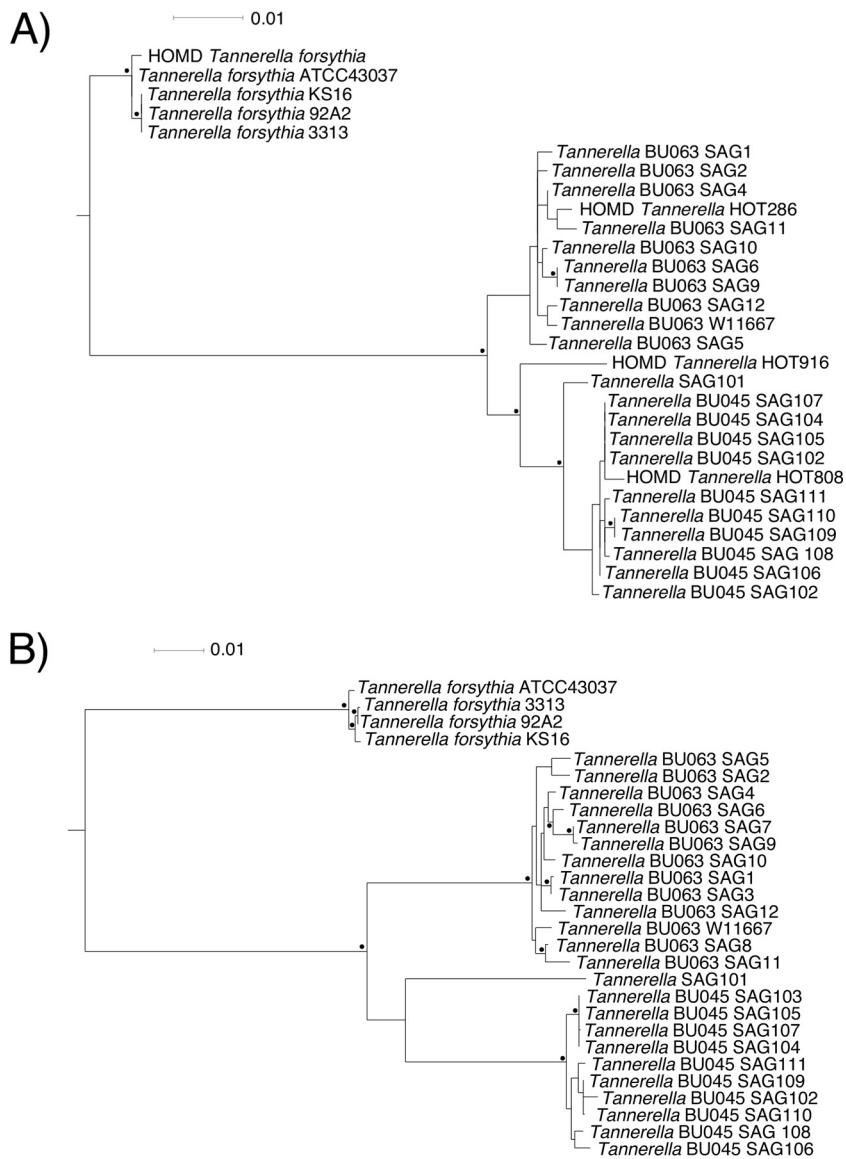 A)
0.01
HOMD Tannerella forsythia
Tannerella forsythia ATCC43037
Tannerella forsythia KS16
Tannerella forsythia 92A2
Tannerella forsythia 3313
Tannerella BU063 SAG1
Tannerella BU063 SAG2
Tannerella BU063 SAG4
HOMD Tannerella HOT286
Tannerella BU063 SAG11
Tannerella BU063 SAG10
Tannerella BU063 SAG6
Tannerella BU063 SAG9
Tannerella BU063 SAG12
Tannerella BU063 W11667
Tannerella BU063 SAG5
HOMD Tannerella HOT916
Tannerella SAG101
Tannerella BU045 SAG107
Tannerella BU045 SAG104
Tannerella BU045 SAG105
Tannerella BU045 SAG102
HOMD Tannerella HOT808
Tannerella BU045 SAG111
Tannerella BU045 SAG110
Tannerella BU045 SAG109
Tannerella BU045 SAG 108
Tannerella BU045 SAG106
Tannerella BU045 SAG102
B)
0.01
Tannerella forsythia ATCC43037
Tannerella forsythia 3313
Tannerella forsythia 92A2
Tannerella forsythia KS16
Tannerella BU063 SAG5
Tannerella BU063 SAG2
Tannerella BU063 SAG4
Tannerella BU063 SAG6
Tannerella BU063 SAG7
Tannerella BU063 SAG9
Tannerella BU063 SAG10
Tannerella BU063 SAG1
Tannerella BU063 SAG3
Tannerella BU063 SAG12
Tannerella BU063 W11667
Tannerella BU063 SAG8
Tannerella BU063 SAG11
Tannerella SAG101
Tannerella BU045 SAG103
Tannerella BU045 SAG105
Tannerella BU045 SAG107
Tannerella BU045 SAG104
Tannerella BU045 SAG111
Tannerella BU045 SAG109
Tannerella BU045 SAG102
Tannerella BU045 SAG110
Tannerella BU045 SAG 108
Tannerella BU045 SAG106